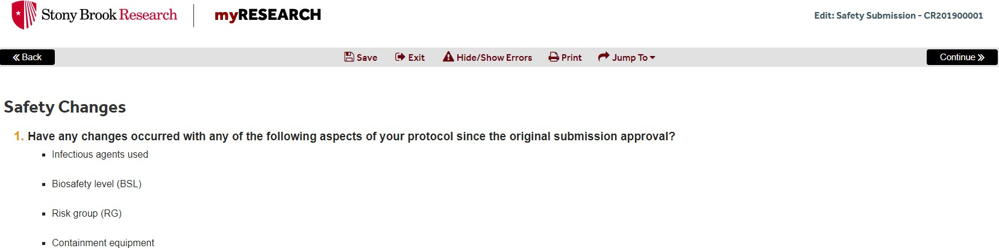 Stony Brook Research
myRESEARCH
Edit: Safety Submission - CR201900001
Back
Save
Exit
Hide/Show Errors
Print
Jump To
Continue
Safety Changes
1. Have any changes occurred with any of the following aspects of your protocol since the original submission approval?
Infectious agents used
Biosafety level (BSL)
Risk group (RG)
Containment equipment